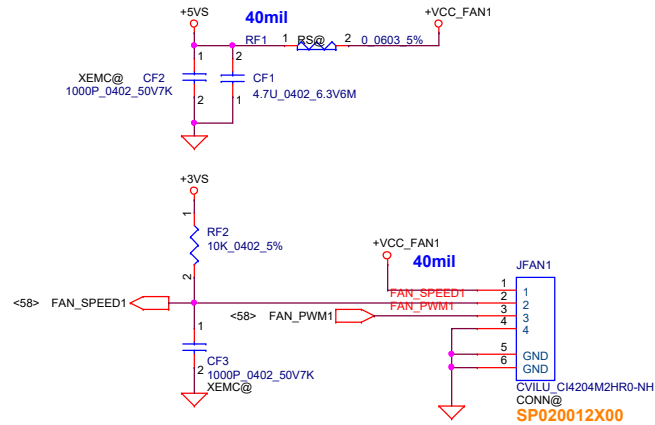 +5VS
40mil
+VCC_FAN1
RF1 1 RS@ 2 0_0603_5%
1 2
XEMC@ CF2 CF1
1000P_0402_50V7K 4.7U_0402_6.3V6M
2 1
+3VS
1
RF2
10K_0402_5%
2
+VCC_FAN1
40mil
JFAN1
1 1
<58> FAN_SPEED1 FAN_SPEED1 2 2
<58> FAN_PWM1 FAN_PWM1 3 3
4 4
1
CF3
2 1000P_0402_50V7K
XEMC@
5 GND
6 GND
CVILU_CI4204M2HR0-NH
CONN@
SP020012X00